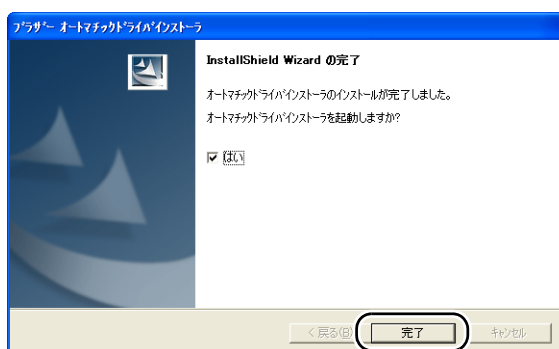 ブラザー オートマチックドライバインストーラ
InstallShield Wizard の完了
オートマチックドライバインストーラのインストールが完了しました。
オートマチックドライバインストーラを起動しますか?
はい
< 戻る(B)
完了
キャンセル